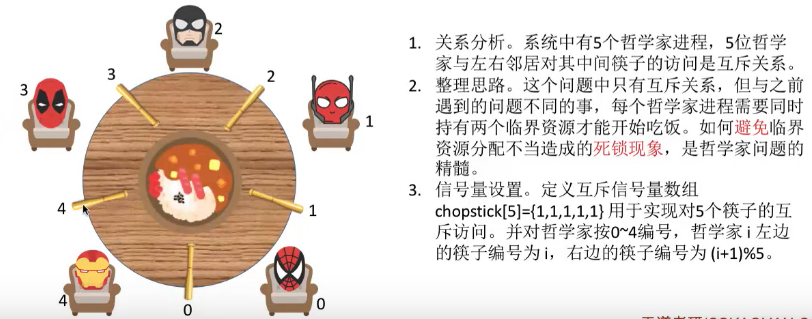 2
3
2
3
1
4
1
4
0
0
1. 关系分析。系统中有5个哲学家进程，5位哲学
家与左右邻居对其中间筷子的访问是互斥关系。
2. 整理思路。这个问题中只有互斥关系，但与之前
遇到的问题不同的事，每个哲学家进程需要同时
持有两个临界资源才能开始吃饭。如何避免临界
资源分配不当造成的死锁现象，是哲学家问题的
精髓。
3. 信号量设置。定义互斥信号量数组
chopstick[5]={1,1,1,1,1} 用于实现对5个筷子的互
斥访问。并对哲学家按0~4编号，哲学家 i 左边
的筷子编号为 i，右边的筷子编号为 (i+1)%5。